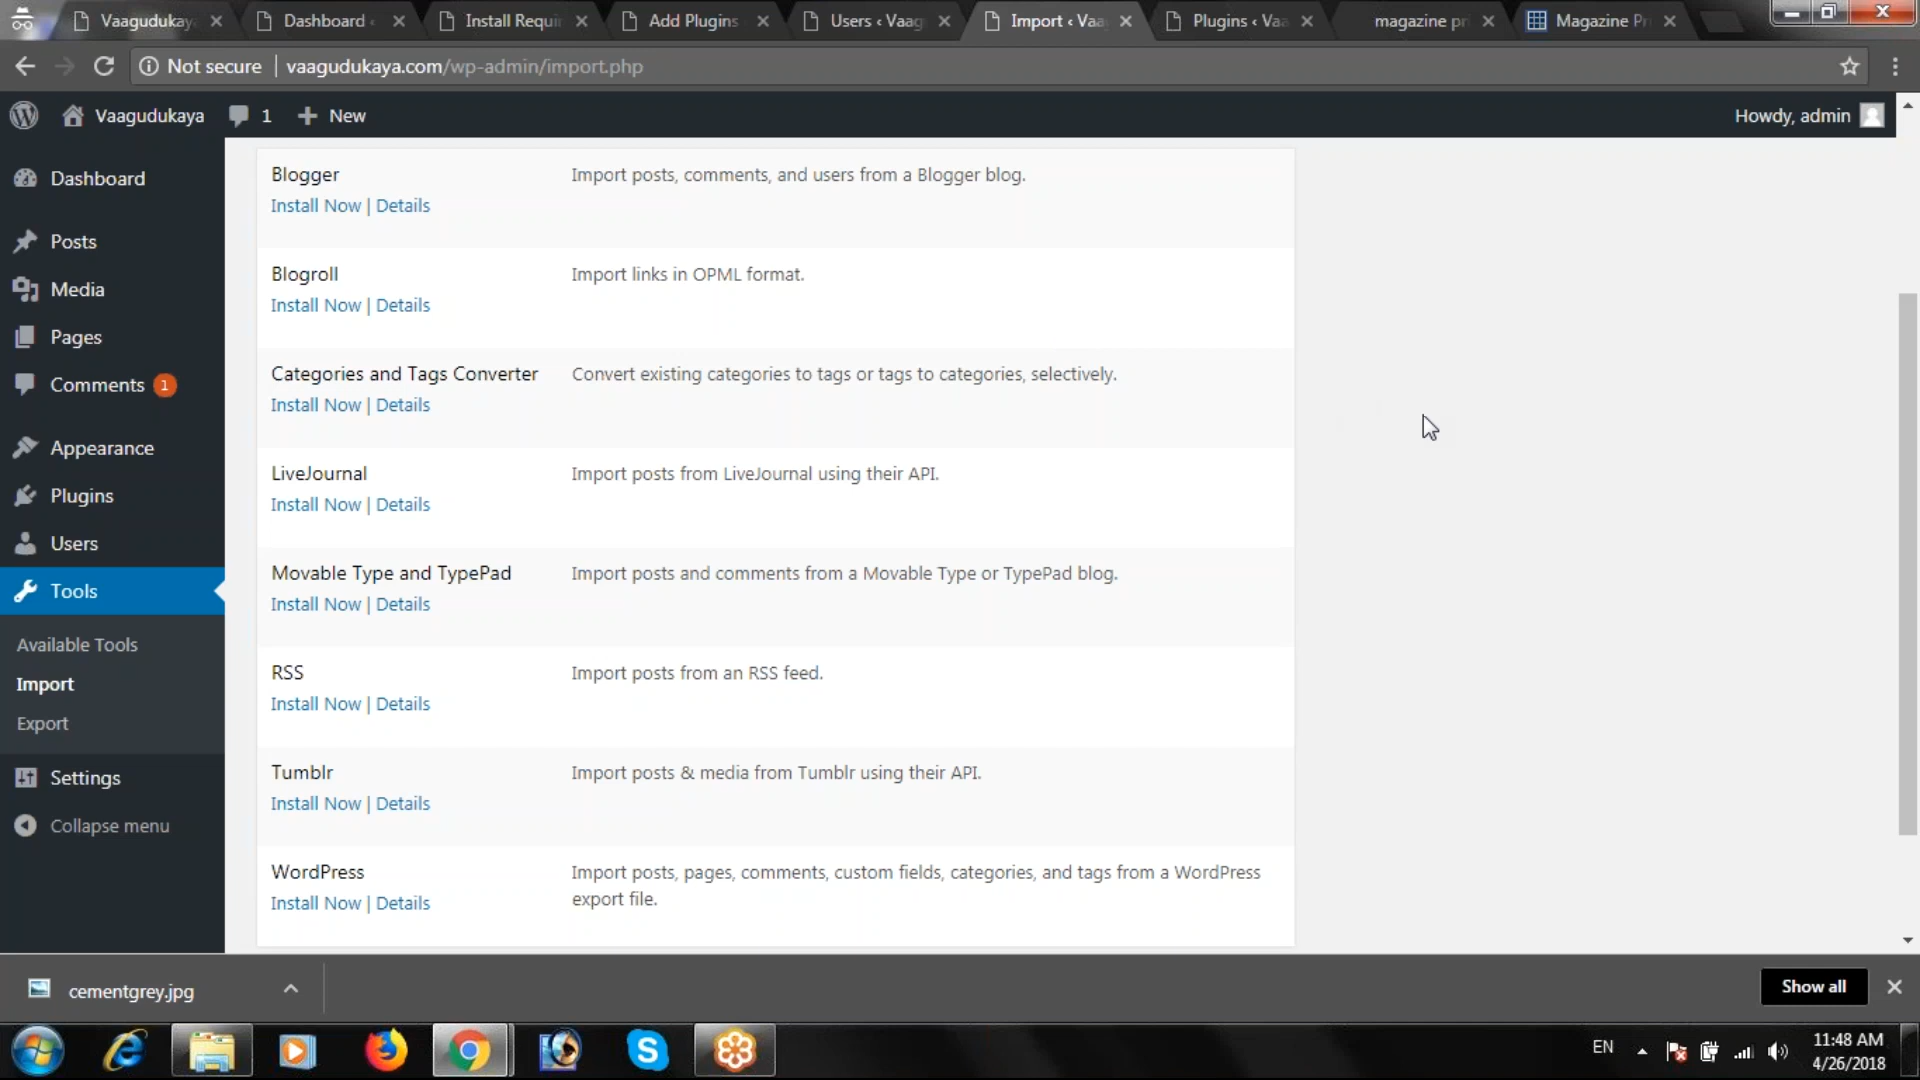 Vaagudukay
Dashboard
Install Requi
Add Plugins
Users ‹ Vaag
Import ‹ Vaa
Plugins ‹ Vaa
magazine pr
Magazine Pr
Not secure
vaagudukaya.com/wp-admin/import.php
Vaagudukaya
1
New
Howdy, admin
Dashboard
Posts
Media
Pages
Comments 1
Appearance
Plugins
Users
Tools
Available Tools
Import
Export
Settings
Collapse menu
Blogger
Import posts, comments, and users from a Blogger blog.
Install Now | Details
Blogroll
Import links in OPML format.
Install Now | Details
Categories and Tags Converter
Convert existing categories to tags or tags to categories, selectively.
Install Now | Details
LiveJournal
Import posts from LiveJournal using their API.
Install Now | Details
Movable Type and TypePad
Import posts and comments from a Movable Type or TypePad blog.
Install Now | Details
RSS
Import posts from an RSS feed.
Install Now | Details
Tumblr
Import posts & media from Tumblr using their API.
Install Now | Details
WordPress
Import posts, pages, comments, custom fields, categories, and tags from a WordPress
export file.
Install Now | Details
cementgrey.jpg
Show all
EN
11:48 AM
4/26/2018